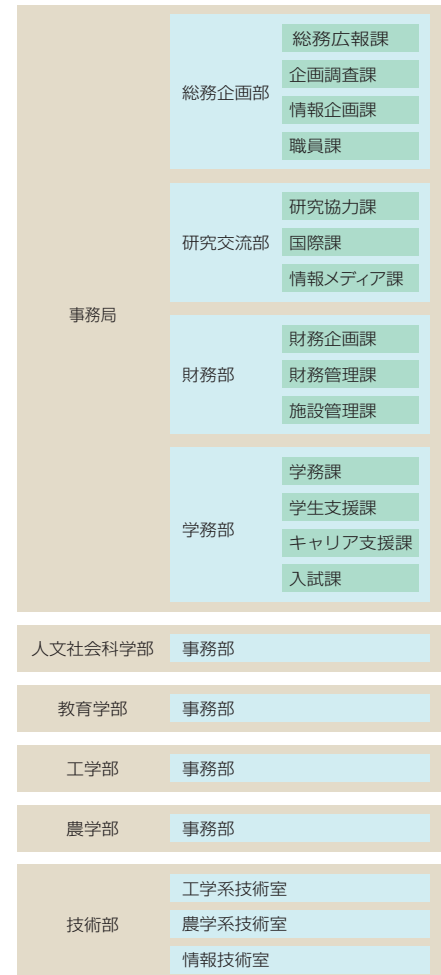 事務局
総務企画部
総務広報課
企画調査課
情報企画課
職員課
研究交流部
研究協力課
国際課
情報メディア課
財務部
財務企画課
財務管理課
施設管理課
学務部
学務課
学生支援課
キャリア支援課
入試課
人文社会科学部 事務部
教育学部 事務部
工学部 事務部
農学部 事務部
技術部
工学系技術室
農学系技術室
情報技術室